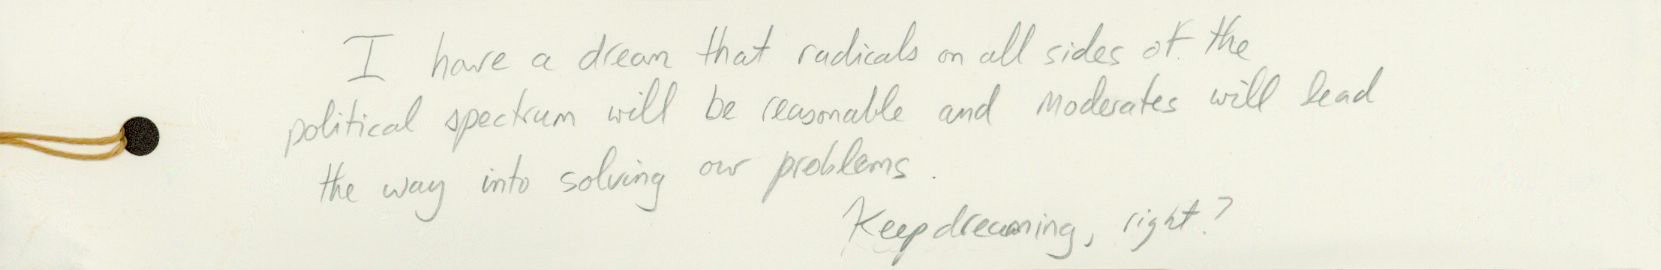 I have a dream that radicals on all sides of the
political spectrum will be reasonable and moderates will lead
the way into solving our problems.
Keep dreaming, right?